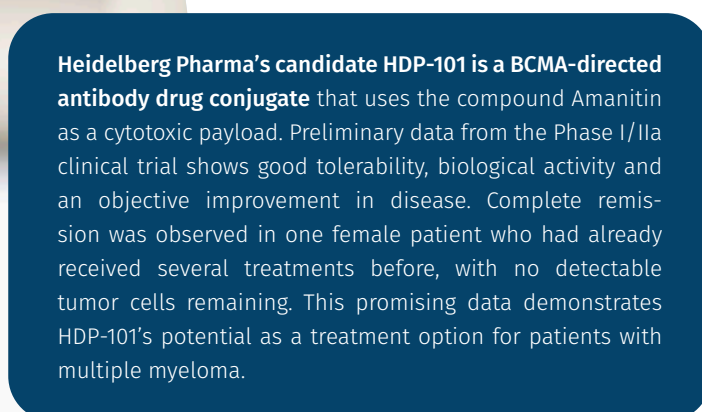 Heidelberg Pharma’s candidate HDP-101 is a BCMA-directed
antibody drug conjugate that uses the compound Amanitin
as a cytotoxic payload. Preliminary data from the Phase I/IIa
clinical trial shows good tolerability, biological activity and
an objective improvement in disease. Complete remis-
sion was observed in one female patient who had already
received several treatments before, with no detectable
tumor cells remaining. This promising data demonstrates
HDP-101’s potential as a treatment option for patients with
multiple myeloma.